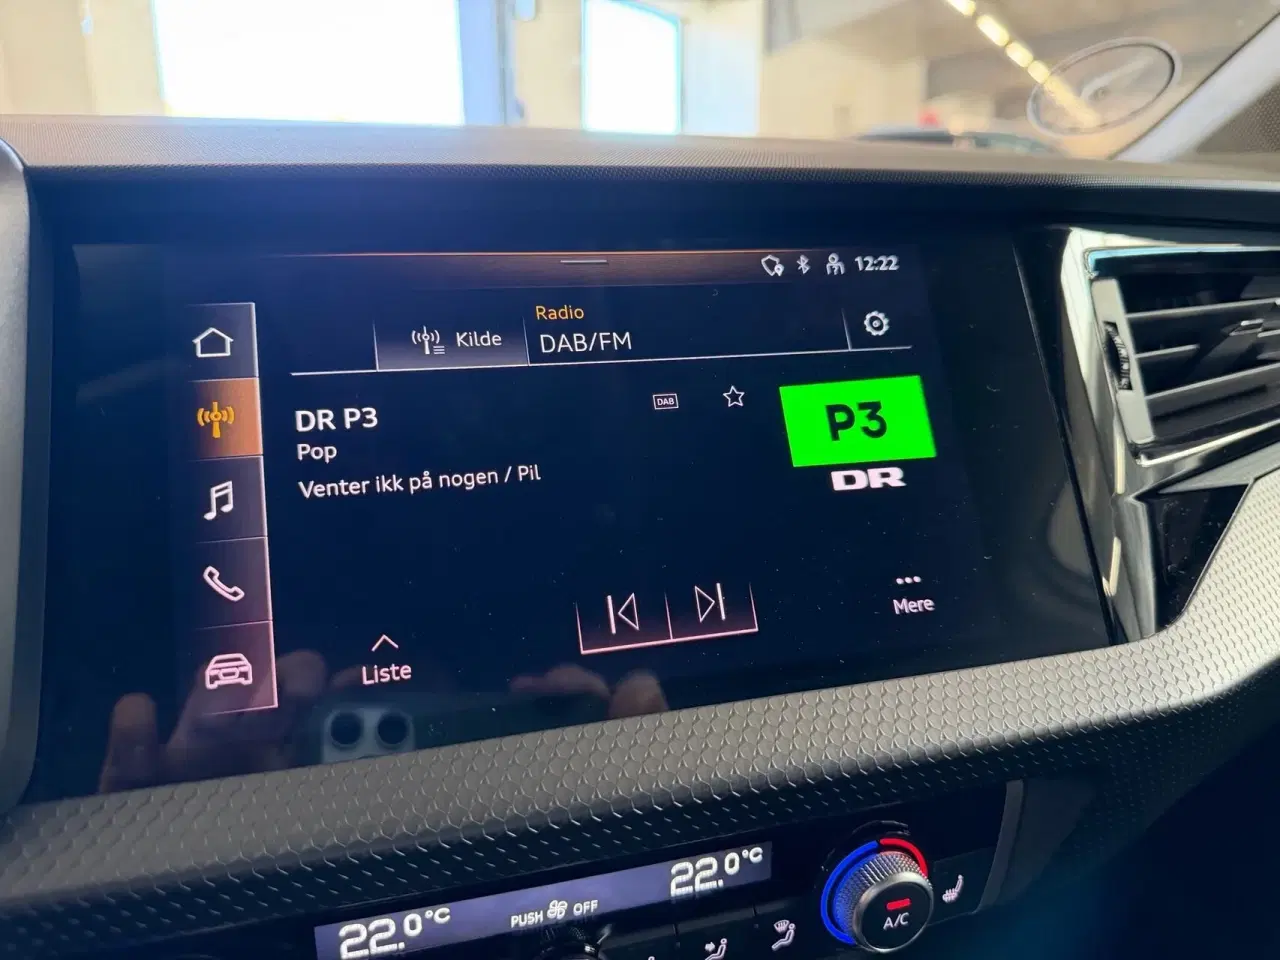 12:22
Kilde
Radio
DAB/FM
DR P3
DAB
P3
Pop
DR
Venter ikk på nogen / Pil
Liste
Mere
22.0°C
PUSH OFF
22.0°C
A/C